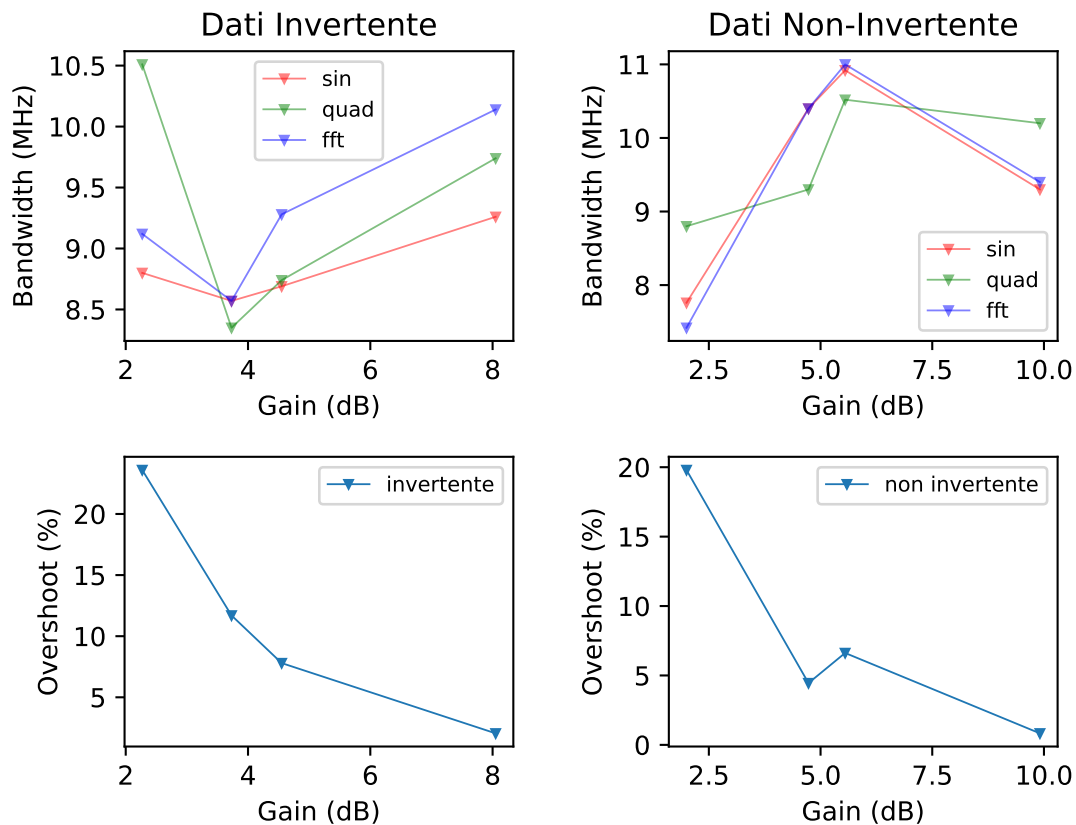 Dati Invertente
Bandwidth (MHz)
10.5
10.0
9.5
9.0
8.5
sin
quad
fft
2 4 6 8
Gain (dB)
Dati Non-Invertente
Bandwidth (MHz)
11
10
9
8
sin
quad
fft
2.5 5.0 7.5 10.0
Gain (dB)
Overshoot (%)
20
15
10
5
invertente
2 4 6 8
Gain (dB)
Overshoot (%)
20
15
10
5
0
non invertente
2.5 5.0 7.5 10.0
Gain (dB)